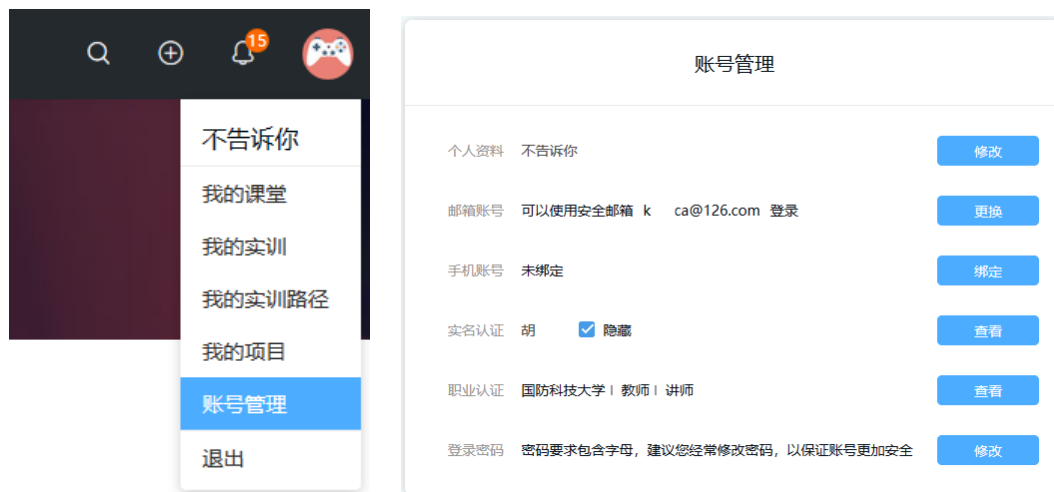 15
不告诉你
我的课堂
我的实训
我的实训路径
我的项目
账号管理
退出
账号管理
个人资料 不告诉你 修改
邮箱账号 可以使用安全邮箱 k ca@126.com 登录 更换
手机账号 未绑定 绑定
实名认证 胡 隐藏 查看
职业认证 国防科技大学 | 教师 | 讲师 查看
登录密码 密码要求包含字母，建议您经常修改密码，以保证账号更加安全 修改